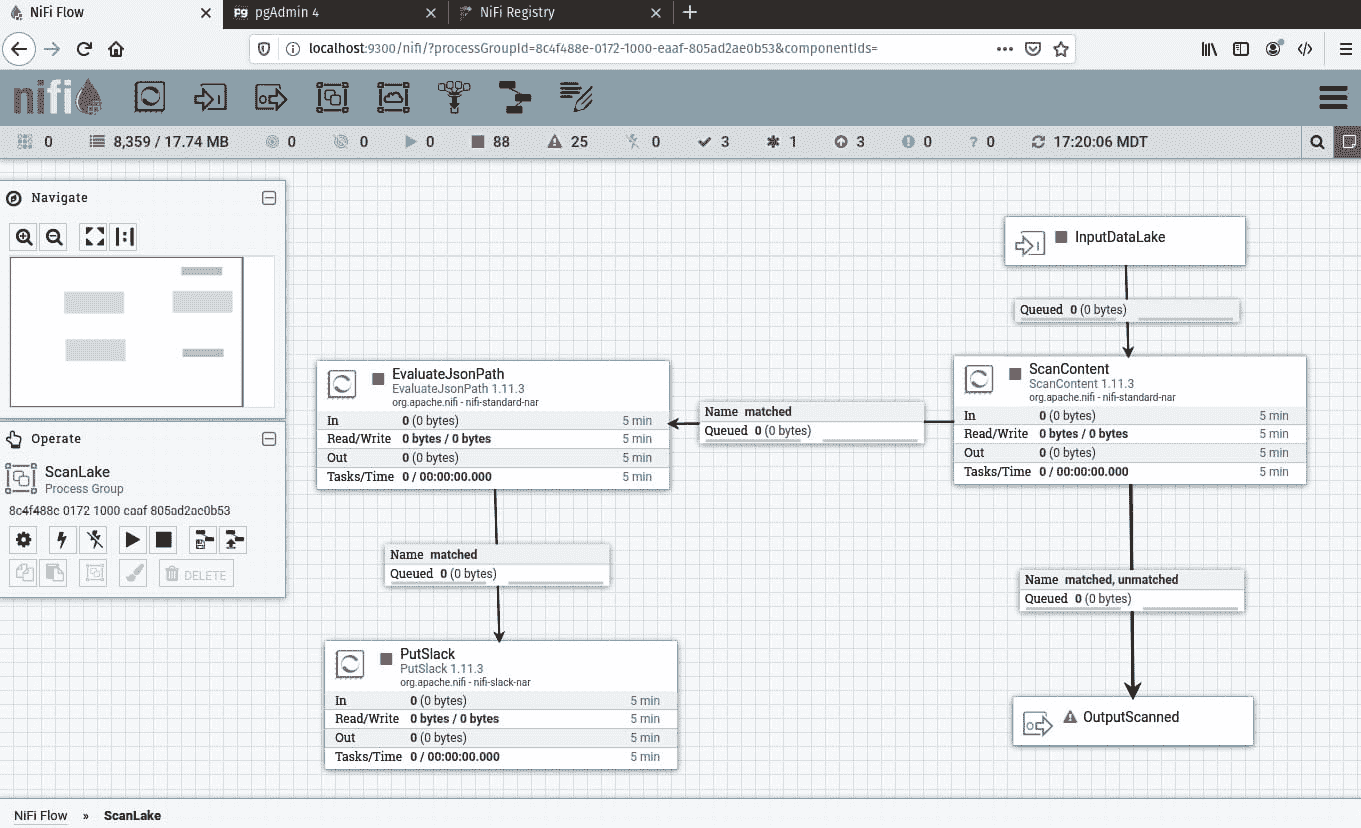 NiFi Flow
pgAdmin 4
NiFi Registry
localhost:9300/nifi/?processGroupId=8c4f488e-0172-1000-eaaf-805ad2ae0b53&componentIds=
nifi
0 8,359 / 17.74 MB 0 0 0 88 25 0 3 1 3 0 ? 0 17:20:06 MDT
Navigate
Operate
ScanLake
Process Group
8c4f488c 0172 1000 caaf 805ad2ac0b53
DELETE
InputDataLake
Queued 0 (0 bytes)
ScanContent
ScanContent 1.11.3
org.apache.nifi - nifi-standard-nar
In 0 (0 bytes) 5 min
Read/Write 0 bytes / 0 bytes 5 min
Out 0 (0 bytes) 5 min
Tasks/Time 0 / 00:00:00.000 5 min
Name matched
Queued 0 (0 bytes)
EvaluateJsonPath
EvaluateJsonPath 1.11.3
org.apache.nifi - nifi-standard-nar
In 0 (0 bytes) 5 min
Read/Write 0 bytes / 0 bytes 5 min
Out 0 (0 bytes) 5 min
Tasks/Time 0 / 00:00:00.000 5 min
Name matched
Queued 0 (0 bytes)
PutSlack
PutSlack 1.11.3
org.apache.nifi - nifi-slack-nar
In 0 (0 bytes) 5 min
Read/Write 0 bytes / 0 bytes 5 min
Out 0 (0 bytes) 5 min
Tasks/Time 0 / 00:00:00.000 5 min
Name matched, unmatched
Queued 0 (0 bytes)
OutputScanned
NiFi Flow » ScanLake